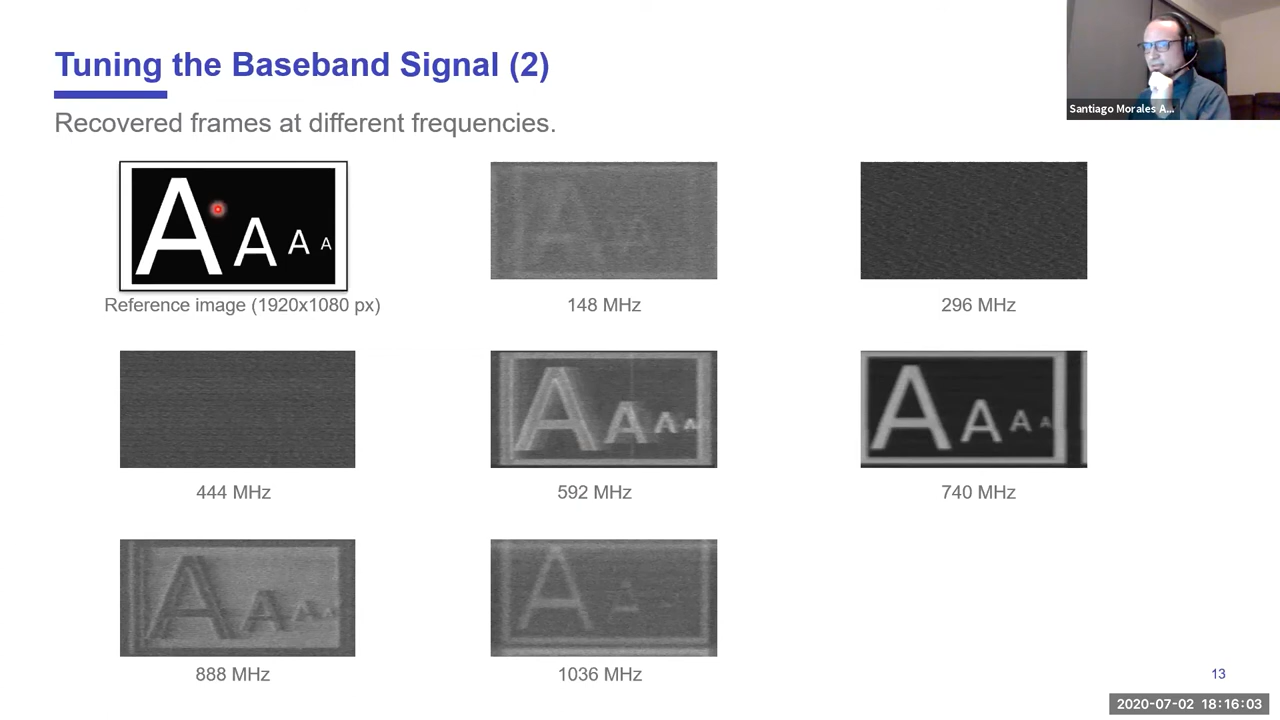 Tuning the Baseband Signal (2)
Santiago Morales A...
Recovered frames at different frequencies.
A A A A
Reference image (1920x1080 px)
A A A
148 MHz
296 MHz
444 MHz
A A A A
592 MHz
A A A A
740 MHz
A A A A
888 MHz
A A
1036 MHz
13
2020-07-02 18:16:03